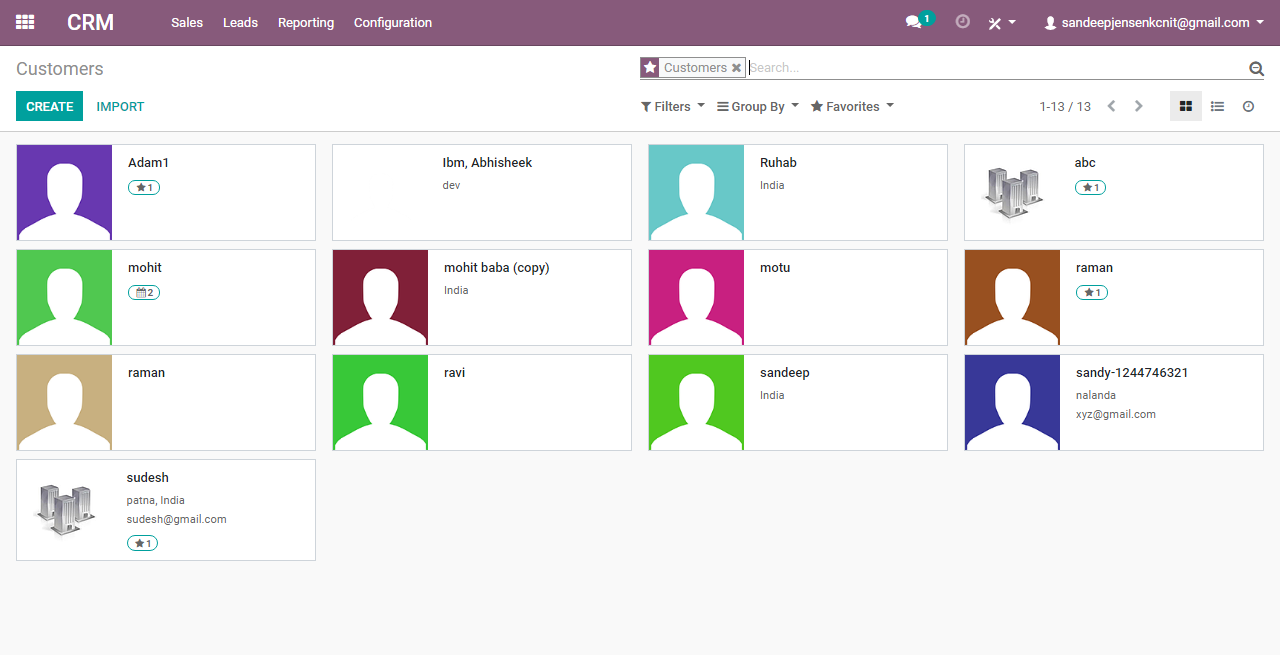 CRM Sales Leads Reporting Configuration 1 sandeepjensenkcnit@gmail.com
Customers
Customers Search...
CREATE IMPORT
Filters Group By Favorites 1-13 / 13
Adam1
1
Ibm, Abhisheek
dev
Ruhab
India
abc
1
mohit
2
mohit baba (copy)
India
motu
raman
1
raman
ravi
sandeep
India
sandy-1244746321
nalanda
xyz@gmail.com
sudesh
patna, India
sudesh@gmail.com
1